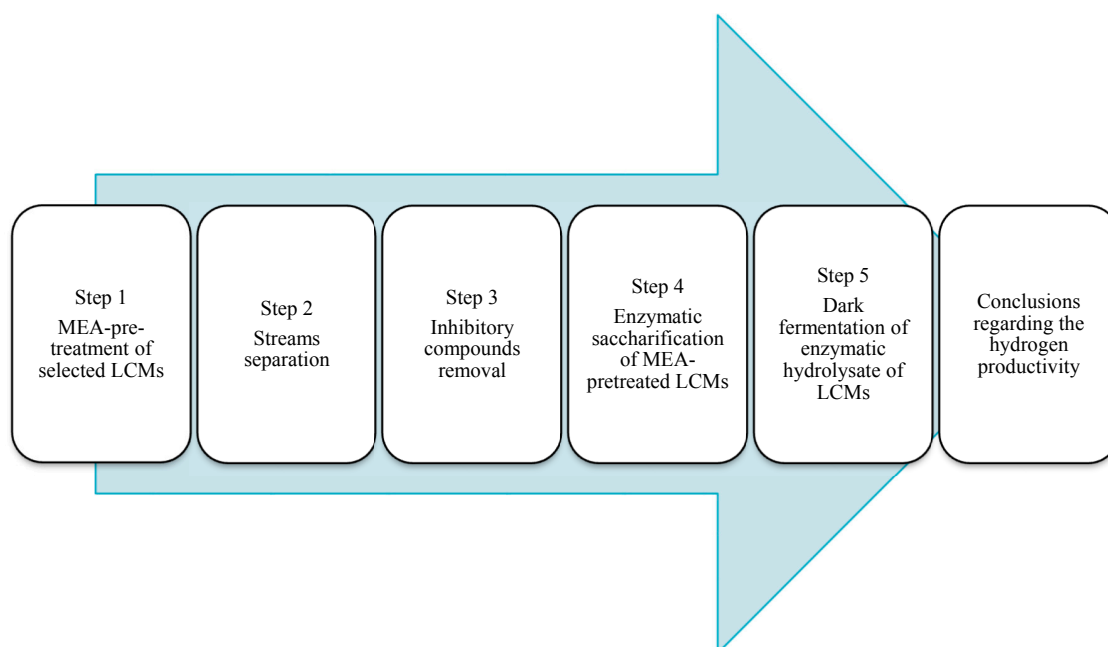 Step 1
MEA-pre-
treatment of
selected LCMs
Step 2
Streams
separation
Step 3
Inhibitory
compounds
removal
Step 4
Enzymatic
saccharification
of MEA-
pretreated LCMs
Step 5
Dark
fermentation of
enzymatic
hydrolysate of
LCMs
Conclusions
regarding the
hydrogen
productivity